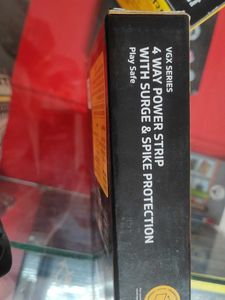 VGX SERIES
4 WAY POWER STRIP
WITH SURGE & SPIKE PROTECTION
Play Safe